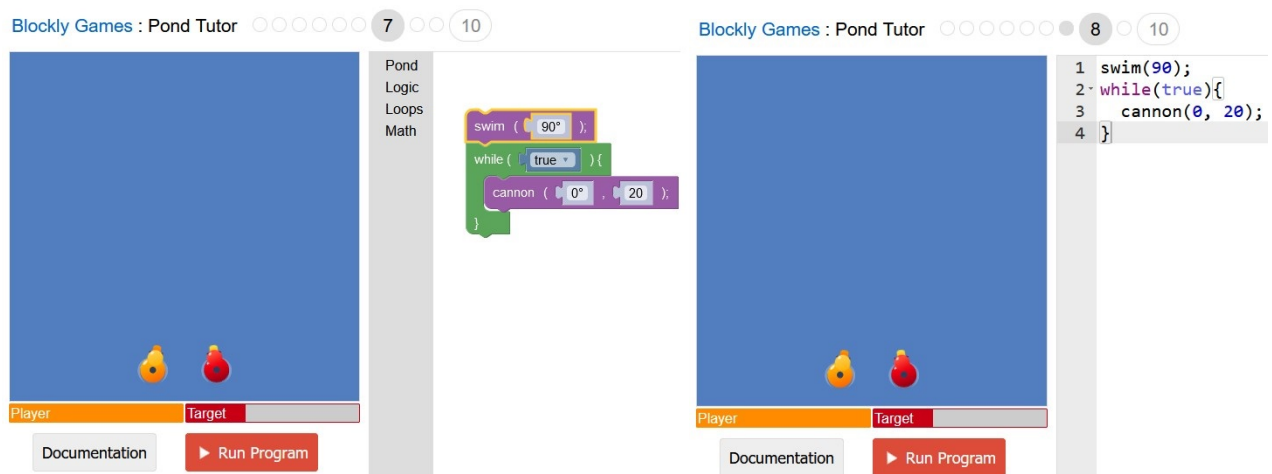 Blockly Games : Pond Tutor 7 10
Pond
Logic
Loops
Math
swim ( 90° );
while ( true ) {
cannon ( 0° , 20 );
}
Player Target
Documentation Run Program
Blockly Games : Pond Tutor 8 10
1 swim(90);
2 while(true){
3 cannon(0, 20);
4 }
Player Target
Documentation Run Program